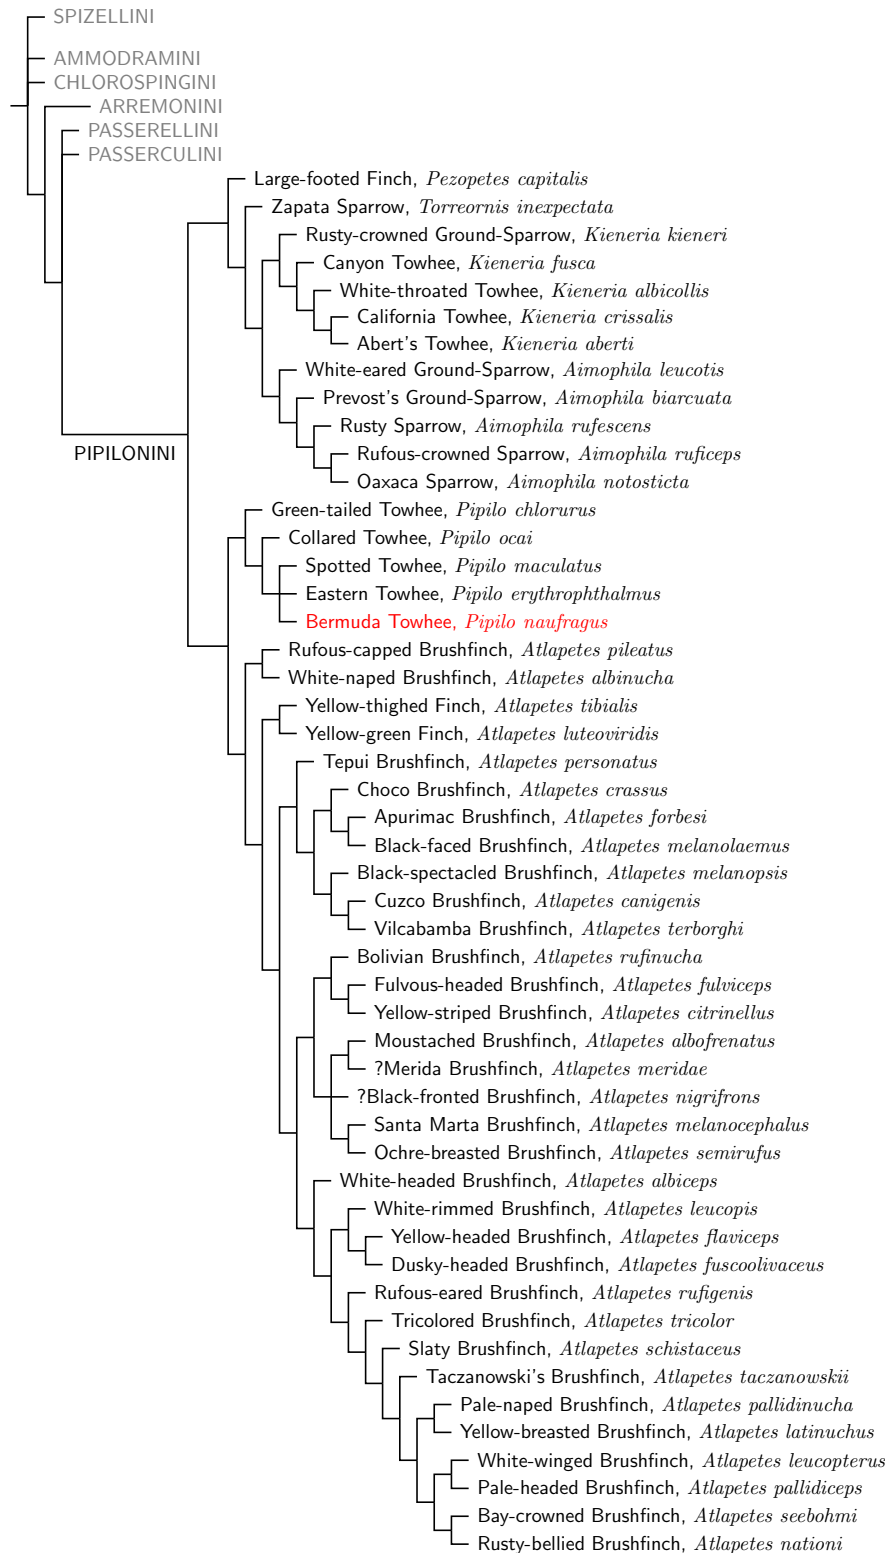 SPIZELLINI
AMMODRAMINI
CHLOROSPINGINI
ARREMONINI
PASSERELLINI
PASSERCULINI
Large-footed Finch, Pezopetes capitalis
Zapata Sparrow, Torreornis inexpectata
Rusty-crowned Ground-Sparrow, Kieneria kieneri
Canyon Towhee, Kieneria fusca
White-throated Towhee, Kieneria albicollis
California Towhee, Kieneria crissalis
Abert's Towhee, Kieneria aberti
White-eared Ground-Sparrow, Aimophila leucotis
Prevost's Ground-Sparrow, Aimophila biarcuata
Rusty Sparrow, Aimophila rufescens
PIPILONINI
Rufous-crowned Sparrow, Aimophila ruficeps
Oaxaca Sparrow, Aimophila notosticta
Green-tailed Towhee, Pipilo chlorurus
Collared Towhee, Pipilo ocai
Spotted Towhee, Pipilo maculatus
Eastern Towhee, Pipilo erythrophthalmus
Bermuda Towhee, Pipilo naufragus
Rufous-capped Brushfinch, Atlapetes pileatus
White-naped Brushfinch, Atlapetes albinucha
Yellow-thighed Finch, Atlapetes tibialis
Yellow-green Finch, Atlapetes luteoviridis
Tepui Brushfinch, Atlapetes personatus
Choco Brushfinch, Atlapetes crassus
Apurimac Brushfinch, Atlapetes forbesi
Black-faced Brushfinch, Atlapetes melanolaemus
Black-spectacled Brushfinch, Atlapetes melanopsis
Cuzco Brushfinch, Atlapetes canigenis
Vilcabamba Brushfinch, Atlapetes terborghi
Bolivian Brushfinch, Atlapetes rufinucha
Fulvous-headed Brushfinch, Atlapetes fulviceps
Yellow-striped Brushfinch, Atlapetes citrinellus
Moustached Brushfinch, Atlapetes albofrenatus
?Merida Brushfinch, Atlapetes meridae
?Black-fronted Brushfinch, Atlapetes nigrifrons
Santa Marta Brushfinch, Atlapetes melanocephalus
Ochre-breasted Brushfinch, Atlapetes semirufus
White-headed Brushfinch, Atlapetes albiceps
White-rimmed Brushfinch, Atlapetes leucopis
Yellow-headed Brushfinch, Atlapetes flaviceps
Dusky-headed Brushfinch, Atlapetes fuscoolivaceus
Rufous-eared Brushfinch, Atlapetes rufigenis
Tricolored Brushfinch, Atlapetes tricolor
Slaty Brushfinch, Atlapetes schistaceus
Taczanowski's Brushfinch, Atlapetes taczanowskii
Pale-naped Brushfinch, Atlapetes pallidinucha
Yellow-breasted Brushfinch, Atlapetes latinuchus
White-winged Brushfinch, Atlapetes leucopterus
Pale-headed Brushfinch, Atlapetes pallidiceps
Bay-crowned Brushfinch, Atlapetes seebohmi
Rusty-bellied Brushfinch, Atlapetes nationi